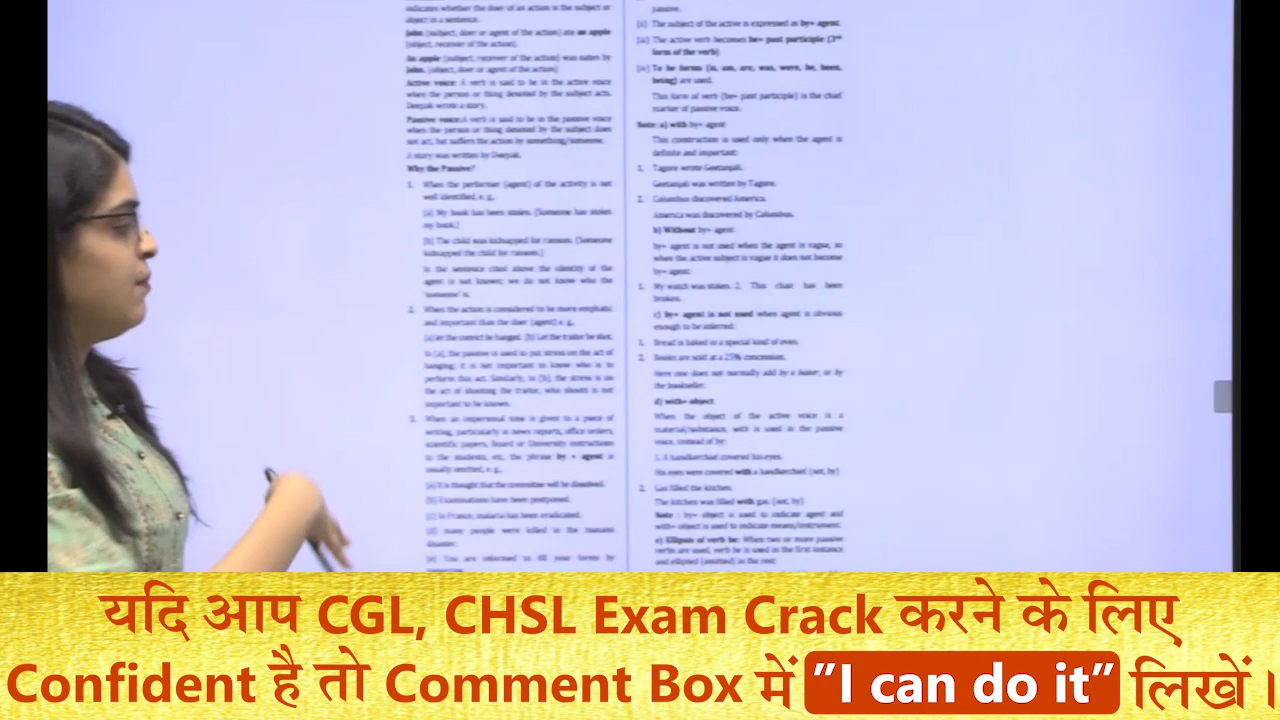 indicates whether the doer of an action is the subject or
object in a sentence.
John (subject, doer or agent of the action) ate an apple
(object, receiver of the action).
An apple (subject, receiver of the action) was eaten by
John. (object, doer or agent of the action)
Active voice: A verb is said to be in the active voice
when the person or thing denoted by the subject acts.
Deepak wrote a story.
Passive voice:A verb is said to be in the passive voice
when the person or thing denoted by the subject does
not act, but suffers the action by something/someone.
A story was written by Deepak.
Why the Passive?
1. When the performer (agent) of the activity is not
well identified, e. g.,
(a) My book has been stolen. (Someone has stolen
my book.)
(b) The child was kidnapped for ransom. (Someone
kidnapped the child for ransom.)
In the sentence cited above the identity of the
agent is not known; we do not know who the
'someone' is.
2. When the action is considered to be more emphatic
and important than the doer (agent) e. g.,
(a) let the convict be hanged. (b) Let the traitor be shot.
In (a), the passive is used to put stress on the act of
hanging; it is not important to know who is to
perform this act. Similarly, in (b), the stress is on
the act of shooting the traitor, who shoots is not
important to be known.
3. When an impersonal tone is given to a piece of
writing, particularly in news reports, office orders,
scientific papers, Board or University instructions
to the students, etc, the phrase by + agent is
usually omitted, e. g.,
(a) It is thought that the committee will be dissolved.
(b) Examinations have been postponed.
(c) In France, malaria has been eradicated.
(d) many people were killed in the tsunami
disaster.
(e) You are informed to fill your forms by
passive.
(ii) The subject of the active is expressed as by+ agent.
(iii) The active verb becomes be+ past participle (3rd
form of the verb)
(iv) To be forms (is, am, are, was, were, be, been,
being) are used.
This form of verb (be+ past participle) is the chief
marker of passive voice.
Note: a) with by+ agent
This construction is used only when the agent is
definite and important:
1. Tagore wrote Geetanjali.
Geetanjali was written by Tagore.
2. Columbus discovered America.
America was discovered by Columbus.
b) Without by+ agent:
by+ agent is not used when the agent is vague, so
when the active subject is vague it does not become
by+ agent:
1. My watch was stolen. 2. This chair has been
broken.
c) by+ agent is not used when agent is obvious
enough to be inferred:
1. Bread is baked in a special kind of oven.
2. Books are sold at a 25% concession.
Here one does not normally add by a baker, or by
the bookseller.
d) with+ object
When the object of the active voice is a
material/substance, with is used in the passive
voice, instead of by:
1. A handkerchief covered his eyes.
His eyes were covered with a handkerchief (not, by)
2. Gas filled the kitchen.
The kitchen was filled with gas. (not, by)
Note : by+ object is used to indicate agent and
with+ object is used to indicate means/instrument.
e) Ellipsis of verb be: When two or more passive
verbs are used, verb be is used in the first instance
and ellipted (omitted) in the rest:
यदि आप CGL, CHSL Exam Crack करने के लिए
Confident है तो Comment Box में "I can do it" लिखें।